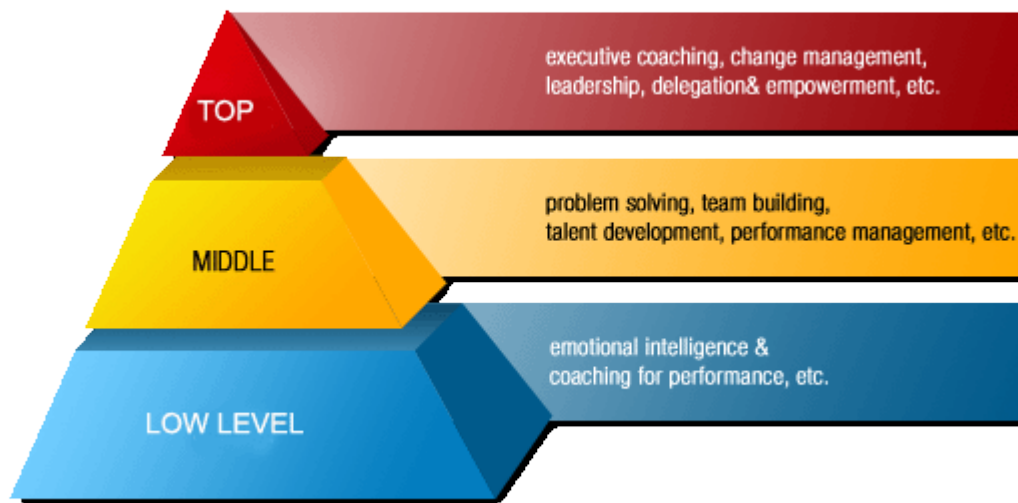 TOP
executive coaching, change management,
leadership, delegation& empowerment, etc.
MIDDLE
problem solving, team building,
talent development, performance management, etc.
LOW LEVEL
emotional intelligence &
coaching for performance, etc.